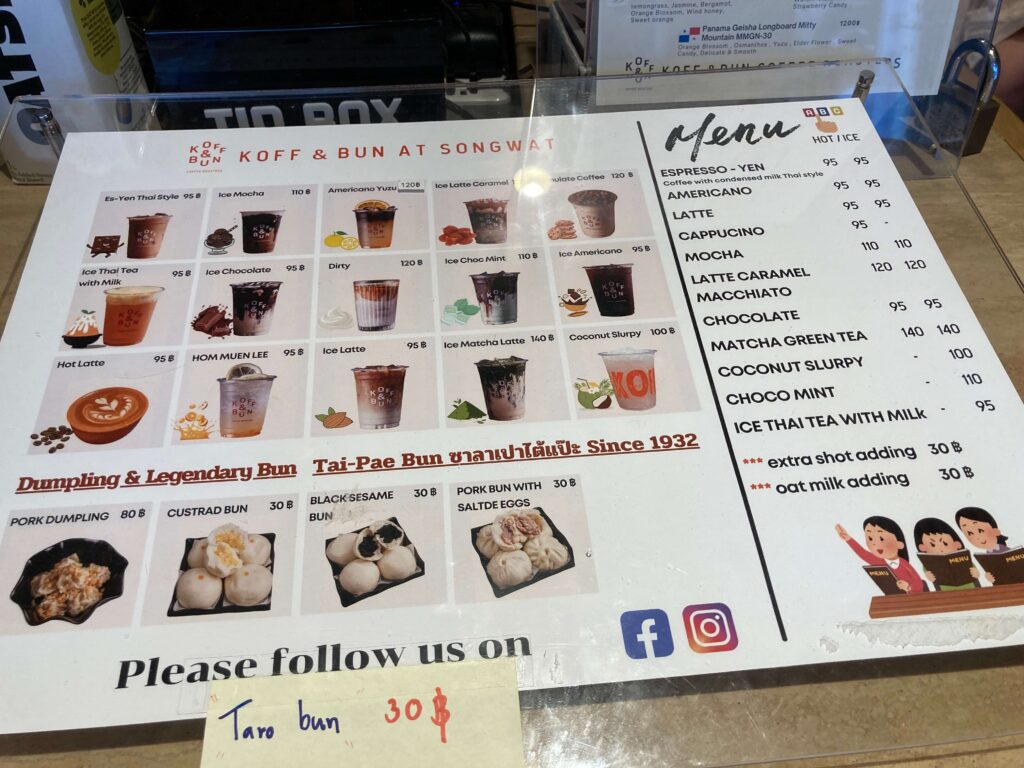 lemongrass, Jasmine, Bergamot,
Orange Blossom, Wind honey,
Sweet orange
Strawberry Candy
Panama Geisha Longboard Mitty
Mountain MMGN-30
1200฿
Orange Blossom, Osmanthos, Yuzu, Elder Flower, Sweet
Candy, Delicate & Smooth
KOFF & BUN
TIP BOX
KOFF & BUN KOFF & BUN AT SONGWAT
Es-Yen Thai Style 95 ฿
Ice Mocha 110 ฿
Americano Yuzu 120฿
Ice Latte Caramel
Coffee 120 ฿
Ice Thai Tea
with Milk 95 ฿
Ice Chocolate 95 ฿
Dirty 120 ฿
Ice Choc Mint 110 ฿
Ice Americano 95 ฿
Hot Latte 95 ฿
HOM MUEN LEE 95 ฿
Ice Latte 95 ฿
Ice Matcha Latte 140 ฿
Coconut Slurpy 100 ฿
Dumpling & Legendary Bun Tai-Pae Bun ซาลาเปาไต้แป๊ะ Since 1932
PORK DUMPLING 80 ฿
CUSTRAD BUN 30 ฿
BLACK SESAME
BUN 30 ฿
PORK BUN WITH
SALTDE EGGS 30 ฿
Please follow us on
Taro bun 30 ฿
Menu
ABC
HOT / ICE
ESPRESSO - YEN 95 95
Coffee with condensed milk Thai style
AMERICANO 95 95
LATTE 95 95
CAPPUCINO 95 -
MOCHA 110 110
LATTE CARAMEL 120 120
MACCHIATO
CHOCOLATE 95 95
MATCHA GREEN TEA 140 140
COCONUT SLURPY - 100
CHOCO MINT - 110
ICE THAI TEA WITH MILK - 95
*** extra shot adding 30 ฿
*** oat milk adding 30 ฿
MENU
MENU
MENU